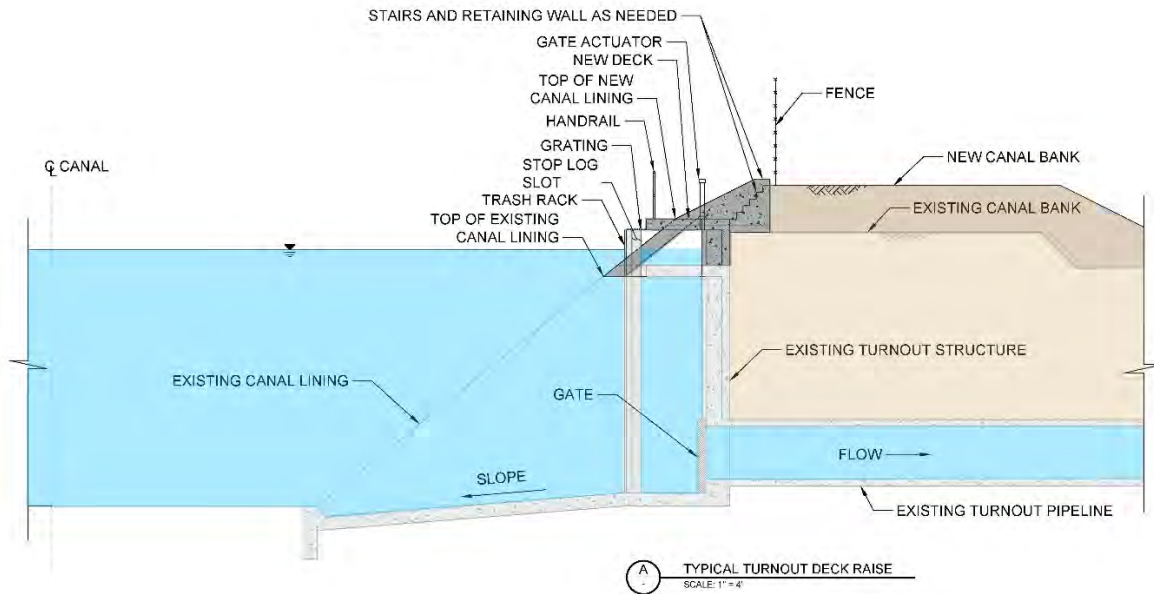 STAIRS AND RETAINING WALL AS NEEDED
GATE ACTUATOR
NEW DECK
TOP OF NEW
CANAL LINING
HANDRAIL
GRATING
STOP LOG
SLOT
TRASH RACK
TOP OF EXISTING
CANAL LINING
℄ CANAL
FENCE
NEW CANAL BANK
EXISTING CANAL BANK
EXISTING CANAL LINING
EXISTING TURNOUT STRUCTURE
GATE
FLOW
SLOPE
EXISTING TURNOUT PIPELINE
A
-
TYPICAL TURNOUT DECK RAISE
SCALE: 1" = 4'